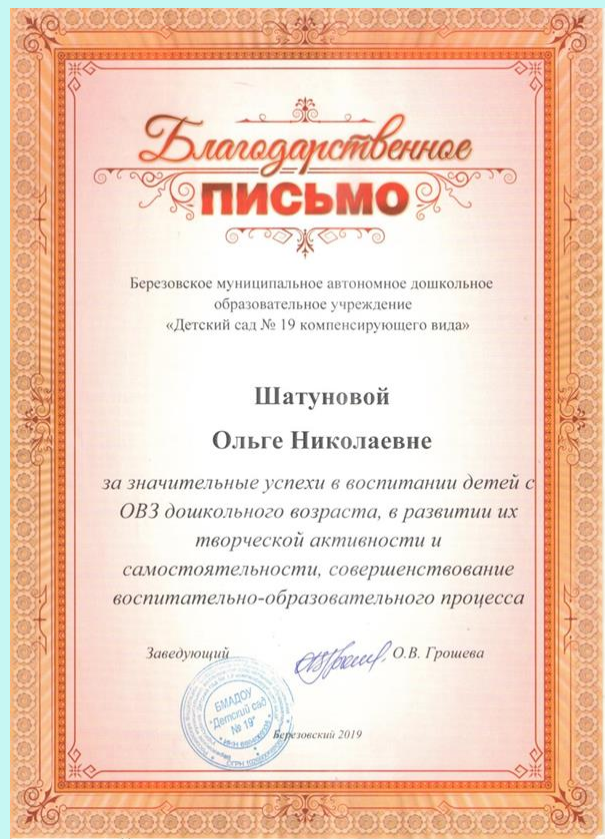 Благодарственное
ПИСЬМО
Березовское муниципальное автономное дошкольное
образовательное учреждение
«Детский сад № 19 компенсирующего вида»
Шатуновой
Ольге Николаевне
за значительные успехи в воспитании детей с
ОВЗ дошкольного возраста, в развитии их
творческой активности и
самостоятельности, совершенствование
воспитательно-образовательного процесса
Заведующий О.В. Грошева
БМАДОУ
"Детский сад
№ 19"
Березовский 2019